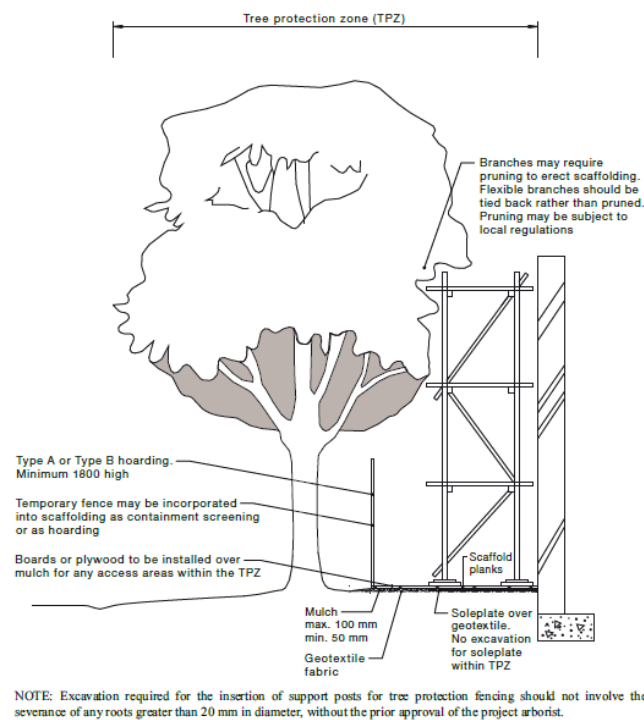 Tree protection zone (TPZ)
Branches may require
pruning to erect scaffolding.
Flexible branches should be
tied back rather than pruned.
Pruning may be subject to
local regulations
Type A or Type B hoarding.
Minimum 1800 high
Temporary fence may be incorporated
into scaffolding as containment screening
or as hoarding
Boards or plywood to be installed over
mulch for any access areas within the TPZ
Scaffold
planks
Mulch
max. 100 mm
min. 50 mm
Geotextile
fabric
Soleplate over
geotextile.
No excavation
for soleplate
within TPZ
NOTE: Excavation required for the insertion of support posts for tree protection fencing should not involve the
severance of any roots greater than 20 mm in diameter, without the prior approval of the project arborist.